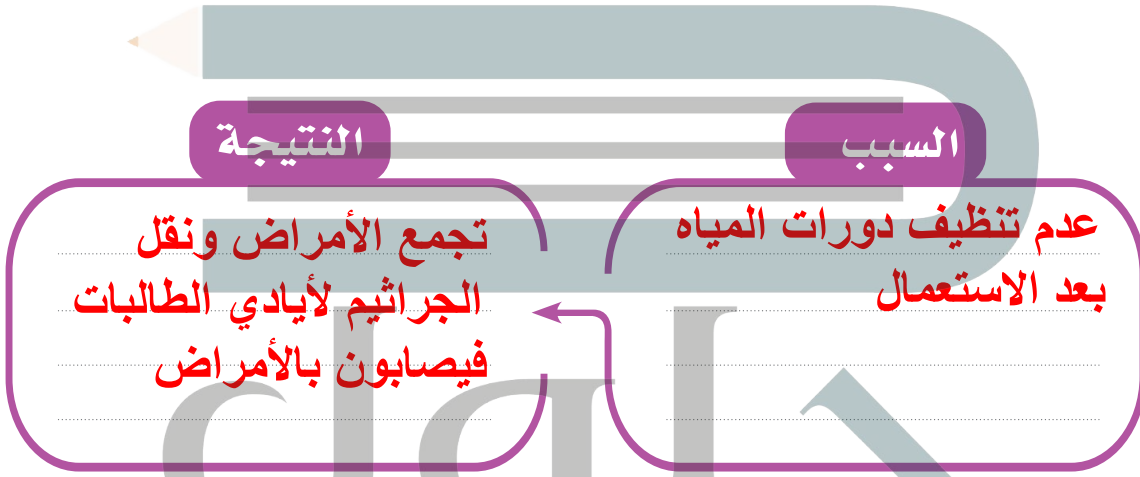 السبب
عدم تنظيف دورات المياه
بعد الاستعمال
النتيجة
تجمع الأمراض ونقل
الجراثيم لأيادي الطالبات
فيصابون بالأمراض